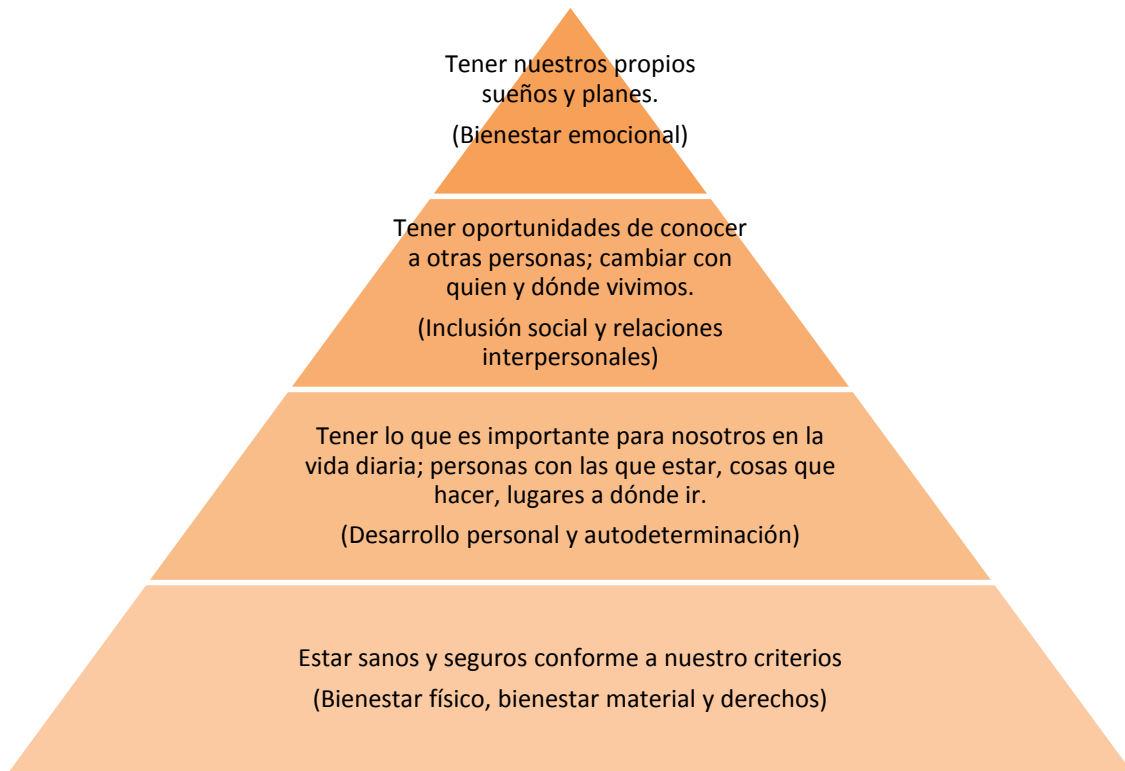 Tener nuestros propios
sueños y planes.
(Bienestar emocional)
Tener oportunidades de conocer
a otras personas; cambiar con
quien y dónde vivimos.
(Inclusión social y relaciones
interpersonales)
Tener lo que es importante para nosotros en la
vida diaria; personas con las que estar, cosas que
hacer, lugares a dónde ir.
(Desarrollo personal y autodeterminación)
Estar sanos y seguros conforme a nuestro criterios
(Bienestar físico, bienestar material y derechos)